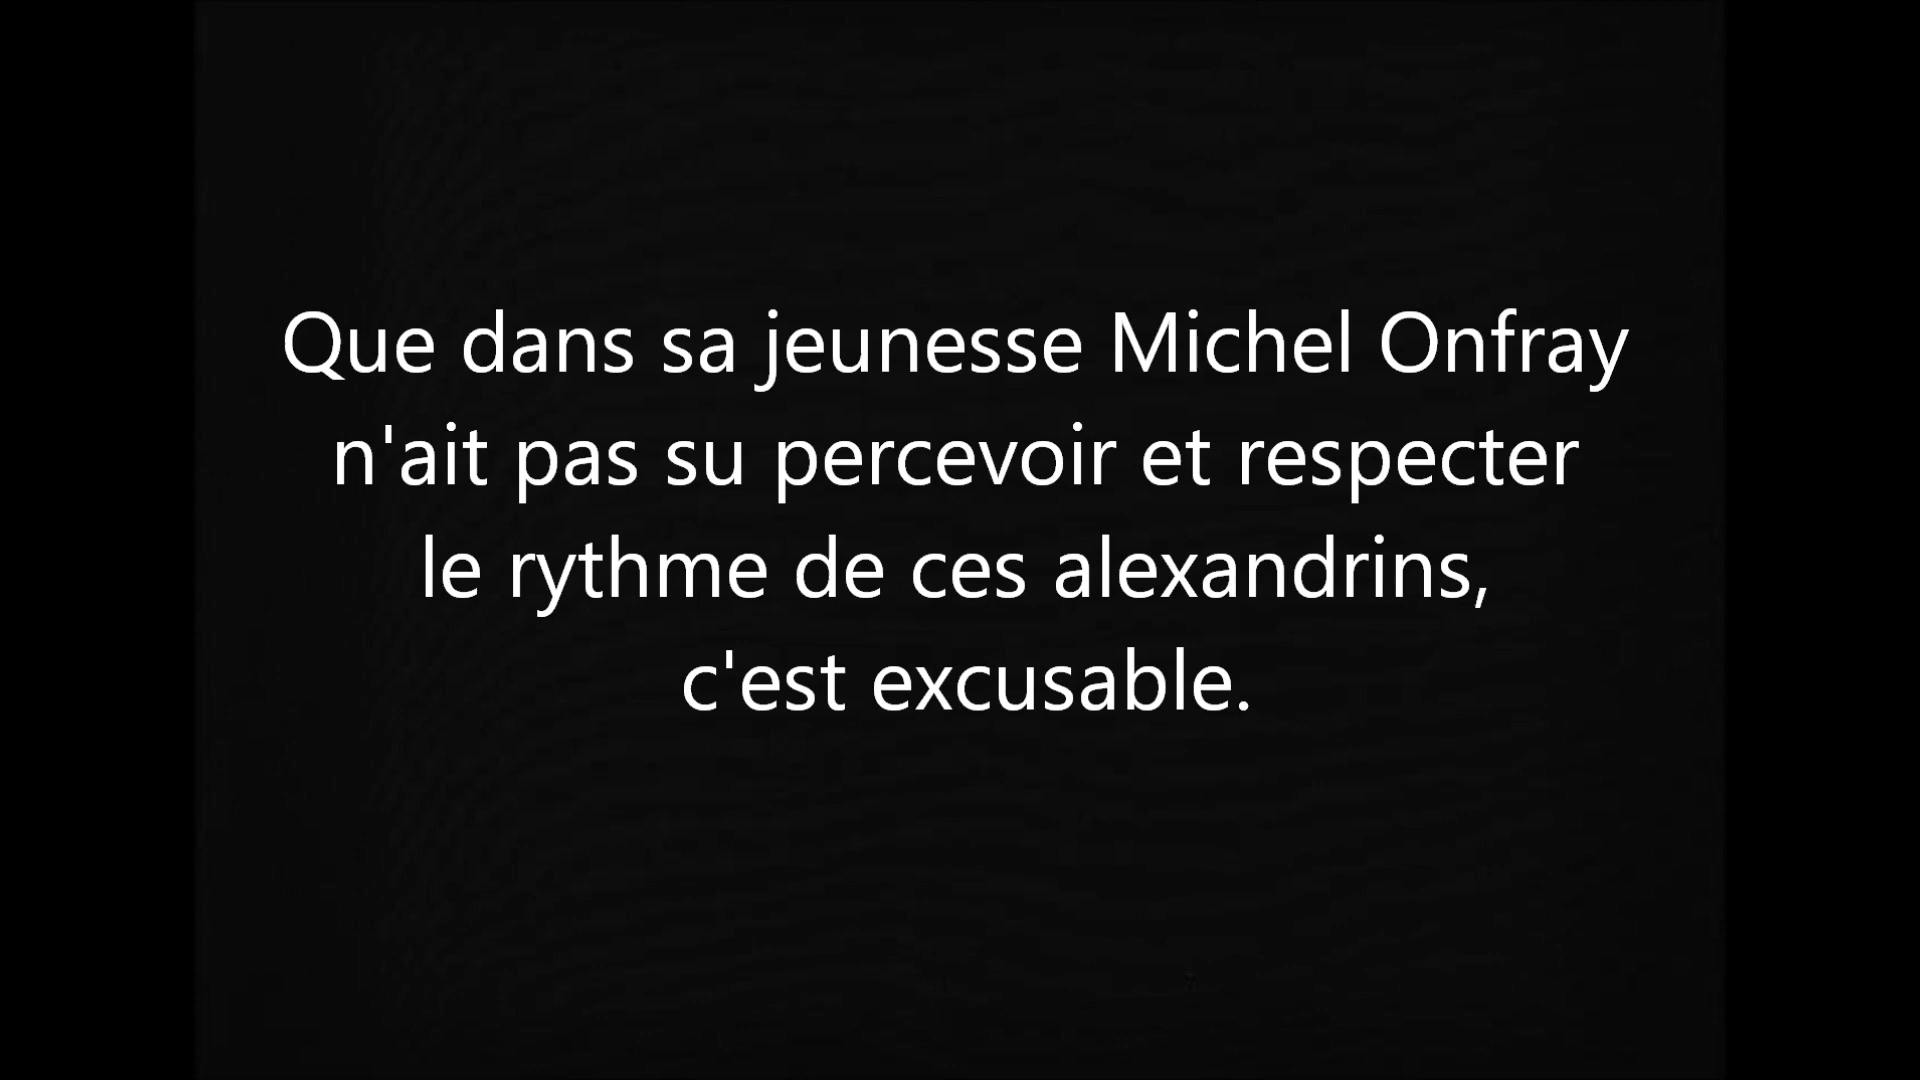 Que dans sa jeunesse Michel Onfray
n'ait pas su percevoir et respecter
le rythme de ces alexandrins,
c'est excusable.